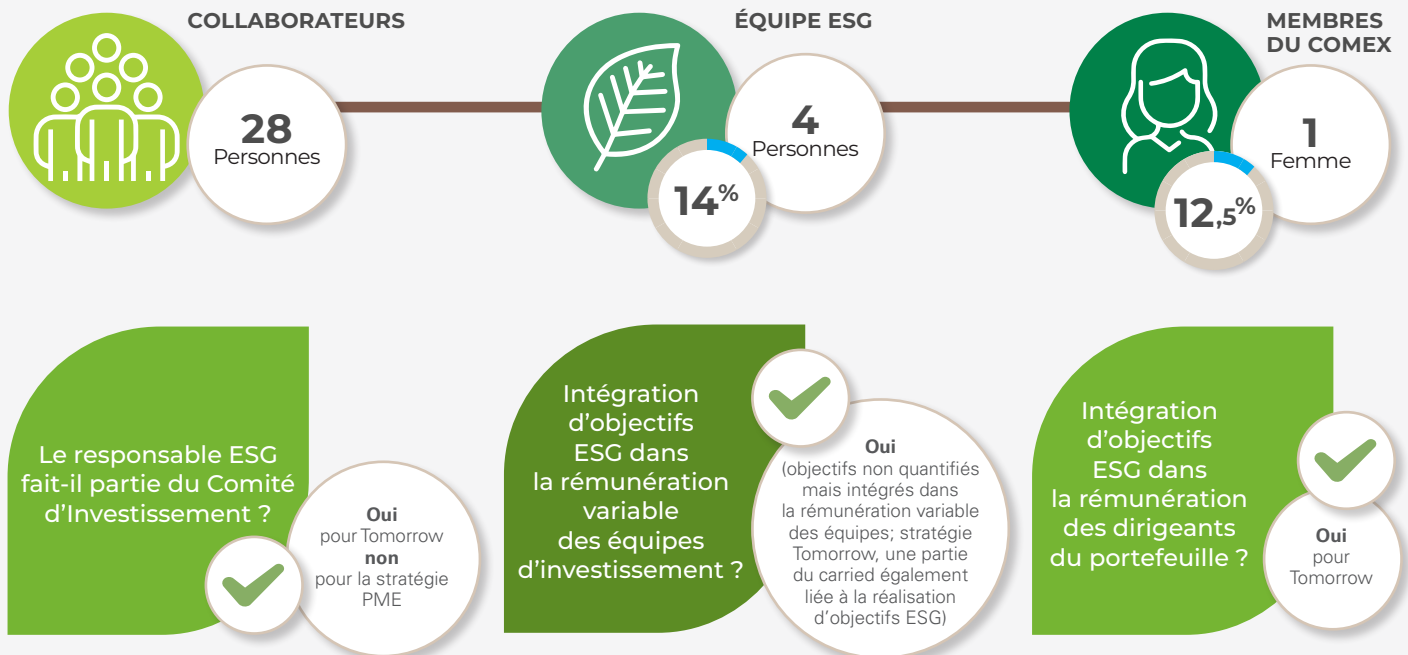 COLLABORATEURS
28
Personnes
ÉQUIPE ESG
4
Personnes
14%
MEMBRES
DU COMEX
1
Femme
12,5%
Le responsable ESG
fait-il partie du Comité
d’Investissement ?
Oui
pour Tomorrow
non
pour la stratégie
PME
Intégration
d’objectifs
ESG dans
la rémunération
variable
des équipes
d’investissement ?
Oui
(objectifs non quantifiés
mais intégrés dans
la rémunération variable
des équipes; stratégie
Tomorrow, une partie
du carried également
liée à la réalisation
d’objectifs ESG)
Intégration
d’objectifs
ESG dans
la rémunération
des dirigeants
du portefeuille ?
Oui
pour
Tomorrow